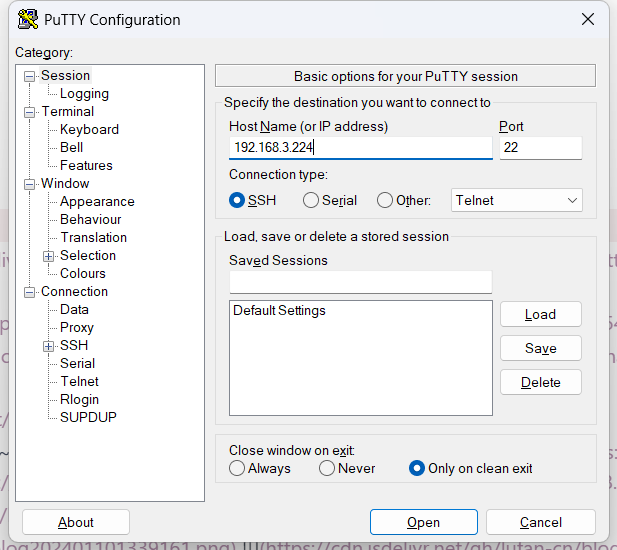 PuTTY Configuration
Category:
Session
Logging
Terminal
Keyboard
Bell
Features
Window
Appearance
Behaviour
Translation
Selection
Colours
Connection
Data
Proxy
SSH
Serial
Telnet
Rlogin
SUPDUP
Basic options for your PuTTY session
Specify the destination you want to connect to
Host Name (or IP address) Port
192.168.3.224 22
Connection type:
SSH Serial Other: Telnet
Load, save or delete a stored session
Saved Sessions
Default Settings
Load
Save
Delete
Close window on exit:
Always Never Only on clean exit
About Open Cancel